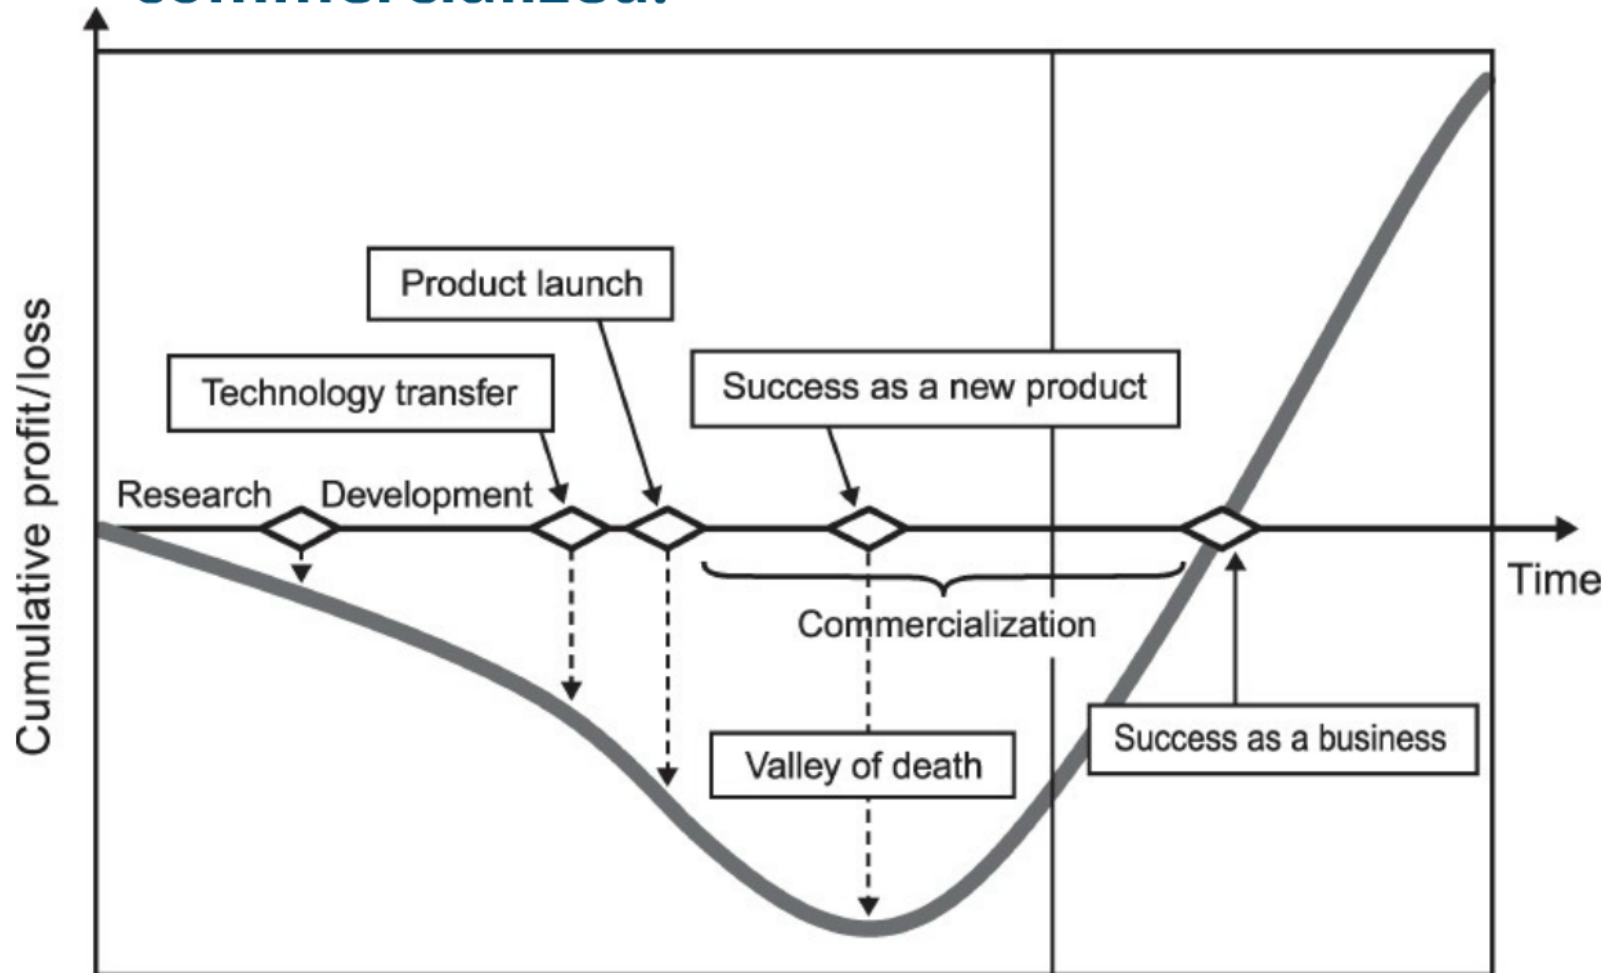 commercialized.
Product launch
Technology transfer
Success as a new product
Research
Development
Cumulative profit/loss
Time
Commercialization
Valley of death
Success as a business